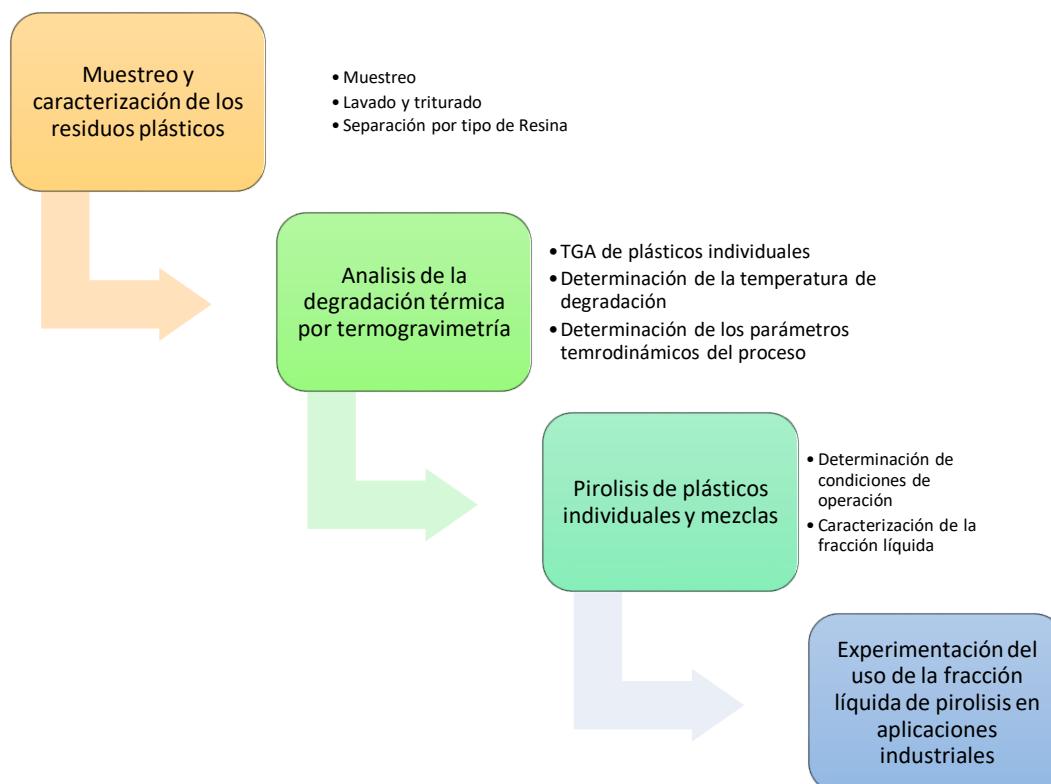 Muestreo y
caracterización de los
residuos plásticos
• Muestreo
• Lavado y triturado
• Separación por tipo de Resina
Analisis de la
degradación térmica
por termogravimetría
• TGA de plásticos individuales
• Determinación de la temperatura de
degradación
• Determinación de los parámetros
temrodinámicos del proceso
Pirolisis de plásticos
individuales y mezclas
• Determinación de
condiciones de
operación
• Caracterización de la
fracción líquida
Experimentación del
uso de la fracción
líquida de pirolisis en
aplicaciones
industriales